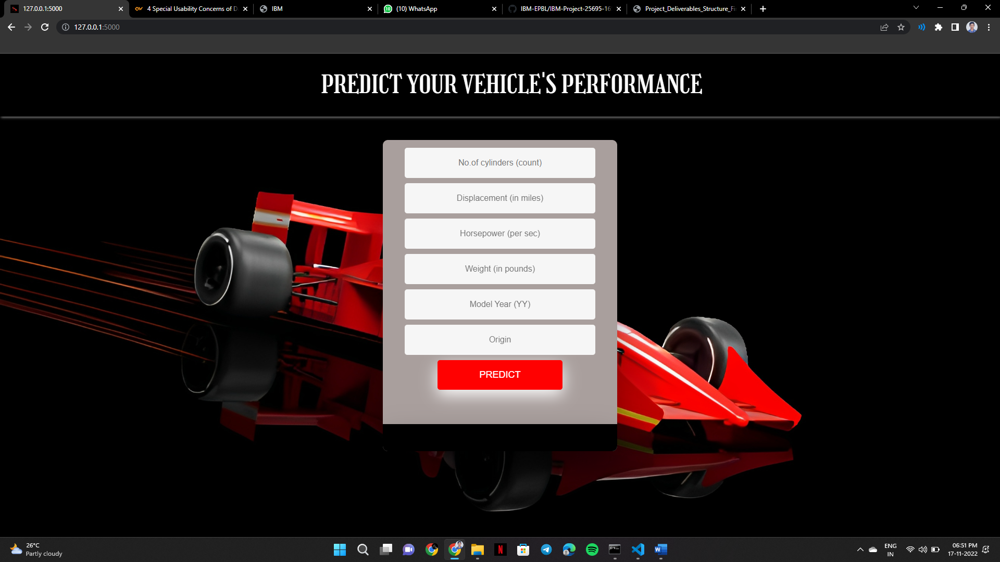 127.0.0.1:5000
4 Special Usability Concerns of D
IBM
(10) WhatsApp
IBM-EPBL/IBM-Project-25695-16
Project_Deliverables_Structure_Fi
127.0.0.1:5000
PREDICT YOUR VEHICLE'S PERFORMANCE
No.of cylinders (count)
Displacement (in miles)
Horsepower (per sec)
Weight (in pounds)
Model Year (YY)
Origin
PREDICT
26°C
Partly cloudy
ENG
IN
06:51 PM
17-11-2022